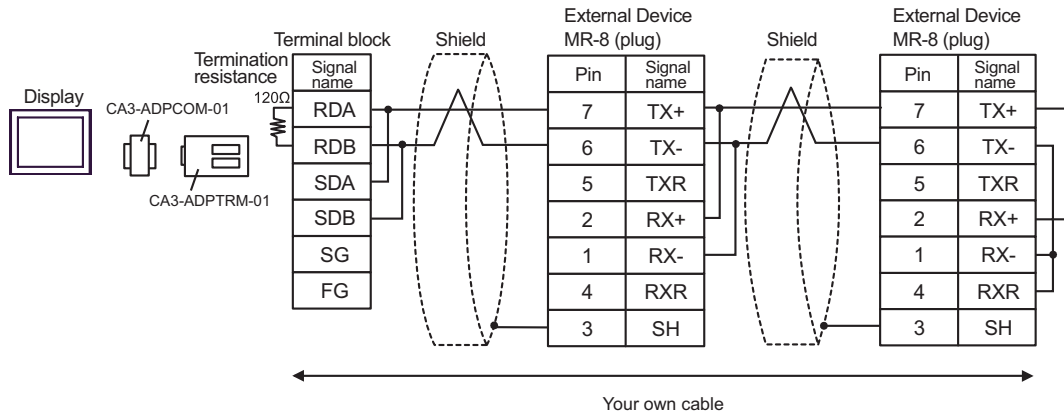 Display
CA3-ADPCOM-01
CA3-ADPTRM-01
Termination
resistance
120Ω
Terminal block
Signal
name
RDA
RDB
SDA
SDB
SG
FG
Shield
External Device
MR-8 (plug)
Pin Signal
name
7 TX+
6 TX-
5 TXR
2 RX+
1 RX-
4 RXR
3 SH
Shield
External Device
MR-8 (plug)
Pin Signal
name
7 TX+
6 TX-
5 TXR
2 RX+
1 RX-
4 RXR
3 SH
Your own cable